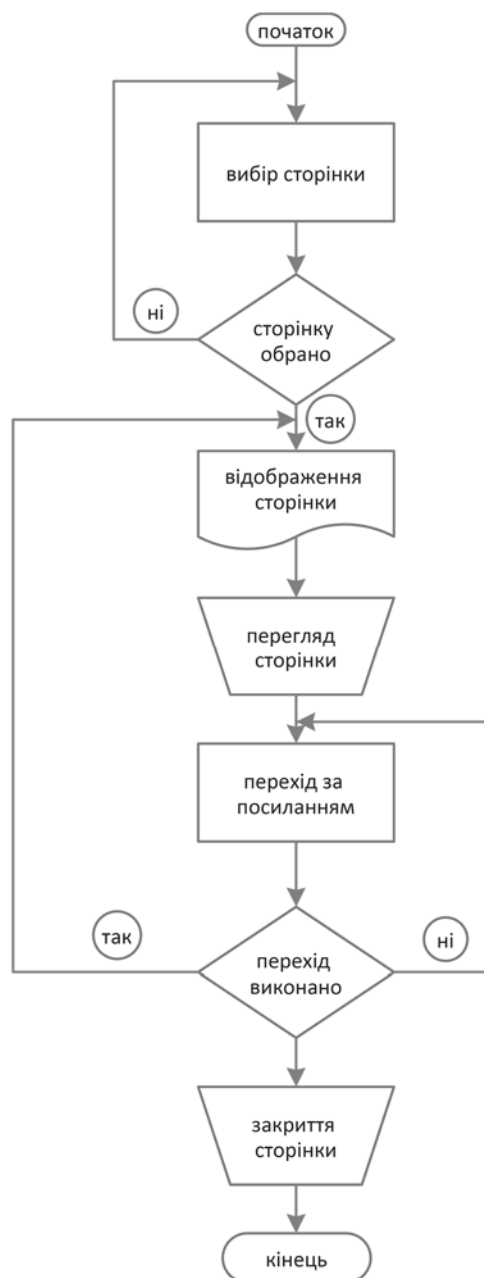 початок
вибір сторінки
ні
сторінку
обрано
так
відображення
сторінки
перегляд
сторінки
перехід за
посиланням
так
ні
перехід
виконано
закриття
сторінки
кінець